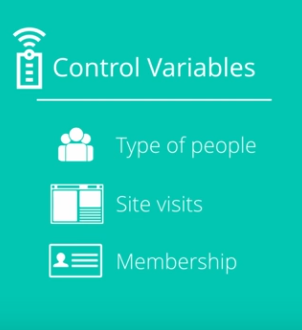 Control Variables
Type of people
Site visits
Membership